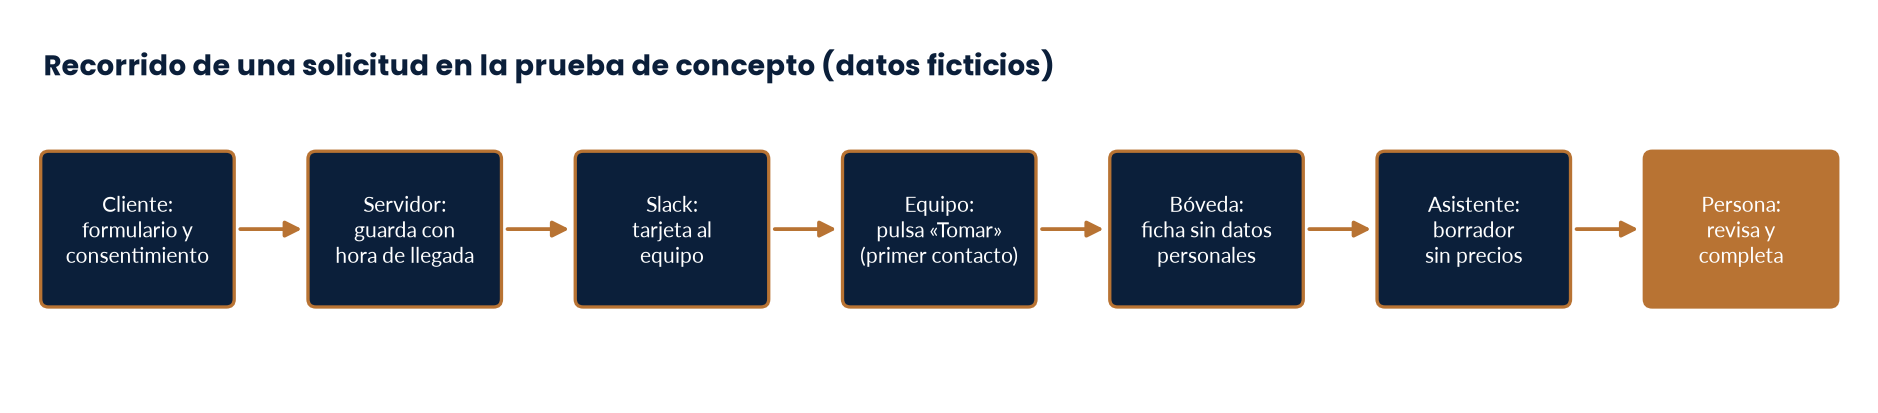 Recorrido de una solicitud en la prueba de concepto (datos ficticios)
Cliente:
formulario y
consentimiento
Servidor:
guarda con
hora de llegada
Slack:
tarjeta al
equipo
Equipo:
pulsa «Tomar»
(primer contacto)
Bóveda:
ficha sin datos
personales
Asistente:
borrador
sin precios
Persona:
revisa y
completa